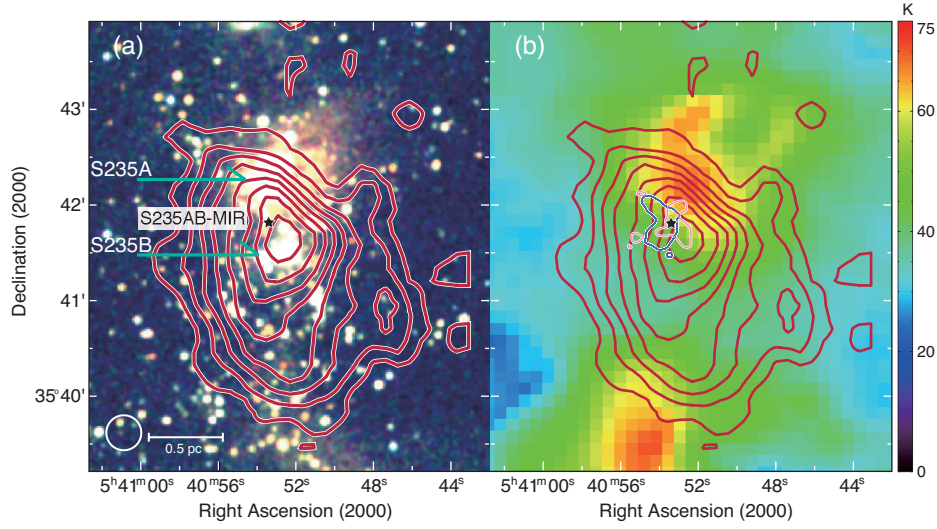 (a)
(b)
K
75
60
40
20
0
43'
42'
41'
35°40'
Declination (2000)
S235A
S235AB-MIR
S235B
0.5 pc
5ʰ41ᵐ00ˢ
40ᵐ56ˢ
52ˢ
48ˢ
44ˢ
5ʰ41ᵐ00ˢ
40ᵐ56ˢ
52ˢ
48ˢ
44ˢ
Right Ascension (2000)
Right Ascension (2000)